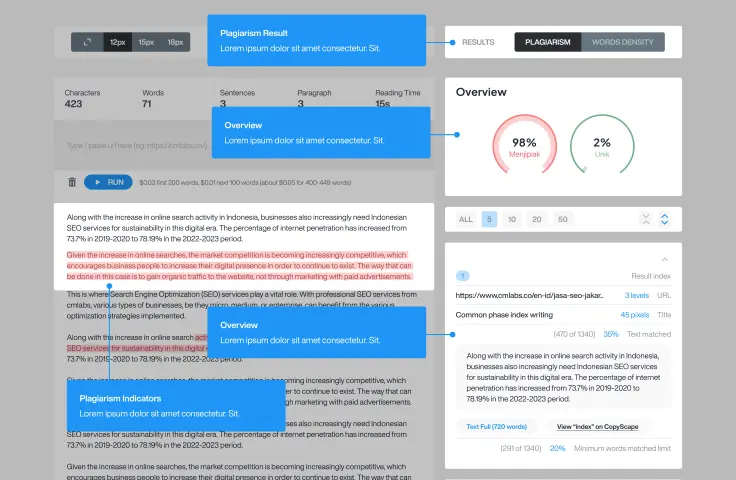 12px 15px 18px
Plagiarism Result
Lorem ipsum dolor sit amet consectetur. Sit.
RESULTS PLAGIARISM WORDS DENSITY
Characters Words Sentences Paragraph Reading Time
423 71 3 3 15s
Overview
Lorem ipsum dolor sit amet consectetur. Sit.
Type / paste url here (eg. https://cmlabs.co/)
RUN $0.03 first 200 words, $0.01 next 100 words (about $0.05 for 400-449 words)
Along with the increase in online search activity in Indonesia, businesses also increasingly need Indonesian
SEO services for sustainability in this digital era. The percentage of internet penetration has increased from
73.7% in 2019-2020 to 78.19% in the 2022-2023 period.
Given the increase in online searches, the market competition is becoming increasingly competitive, which
encourages business people to increase their digital presence in order to continue to exist. The way that can
be done in this case is to gain organic traffic to the website, not through marketing with paid advertisements.
This is where Search Engine Optimization (SEO) services play a vital role. With professional SEO services from
cmlabs, various types of businesses, be they micro, medium, or enterprise, can benefit from the various
optimization strategies implemented.
Overview
Lorem ipsum dolor sit amet consectetur. Sit.
Along with the increase in online search
SEO services for sustainability in this digital
73.7% in 2019-2020 to 78.19% in the 2022-2023 period.
becoming increasingly competitive, which
to continue to exist. The way that can
marketing with paid advertisements.
Plagiarism Indicators
Lorem ipsum dolor sit amet consectetur. Sit.
businesses also increasingly need Indonesian
SEO services for sustainability in this digital era. The percentage of internet penetration has increased from
73.7% in 2019-2020 to 78.19% in the 2022-2023 period.
Given the increase in online searches, the market competition is becoming increasingly competitive, which
encourages business people to increase their digital presence in order to continue to exist. The way that can
Overview
98%
Menjiplak
2%
Unik
ALL 5 10 20 50
1 Result index
https://www.cmlabs.co/en-id/jasa-seo-jakar.. 3 levels URL
Common phase index writing 45 pixels Title
(470 of 1340) 35% Text matched
Along with the increase in online search activity in Indonesia,
businesses also increasingly need Indonesian SEO services
for sustainability in this digital era. The percentage of internet
penetration has increased from 73.7% in 2019-2020 to
78.19% in the 2022-2023 period.
Text Full (720 words) View "index" on CopyScape
(291 of 1340) 20% Minimum words matched limit